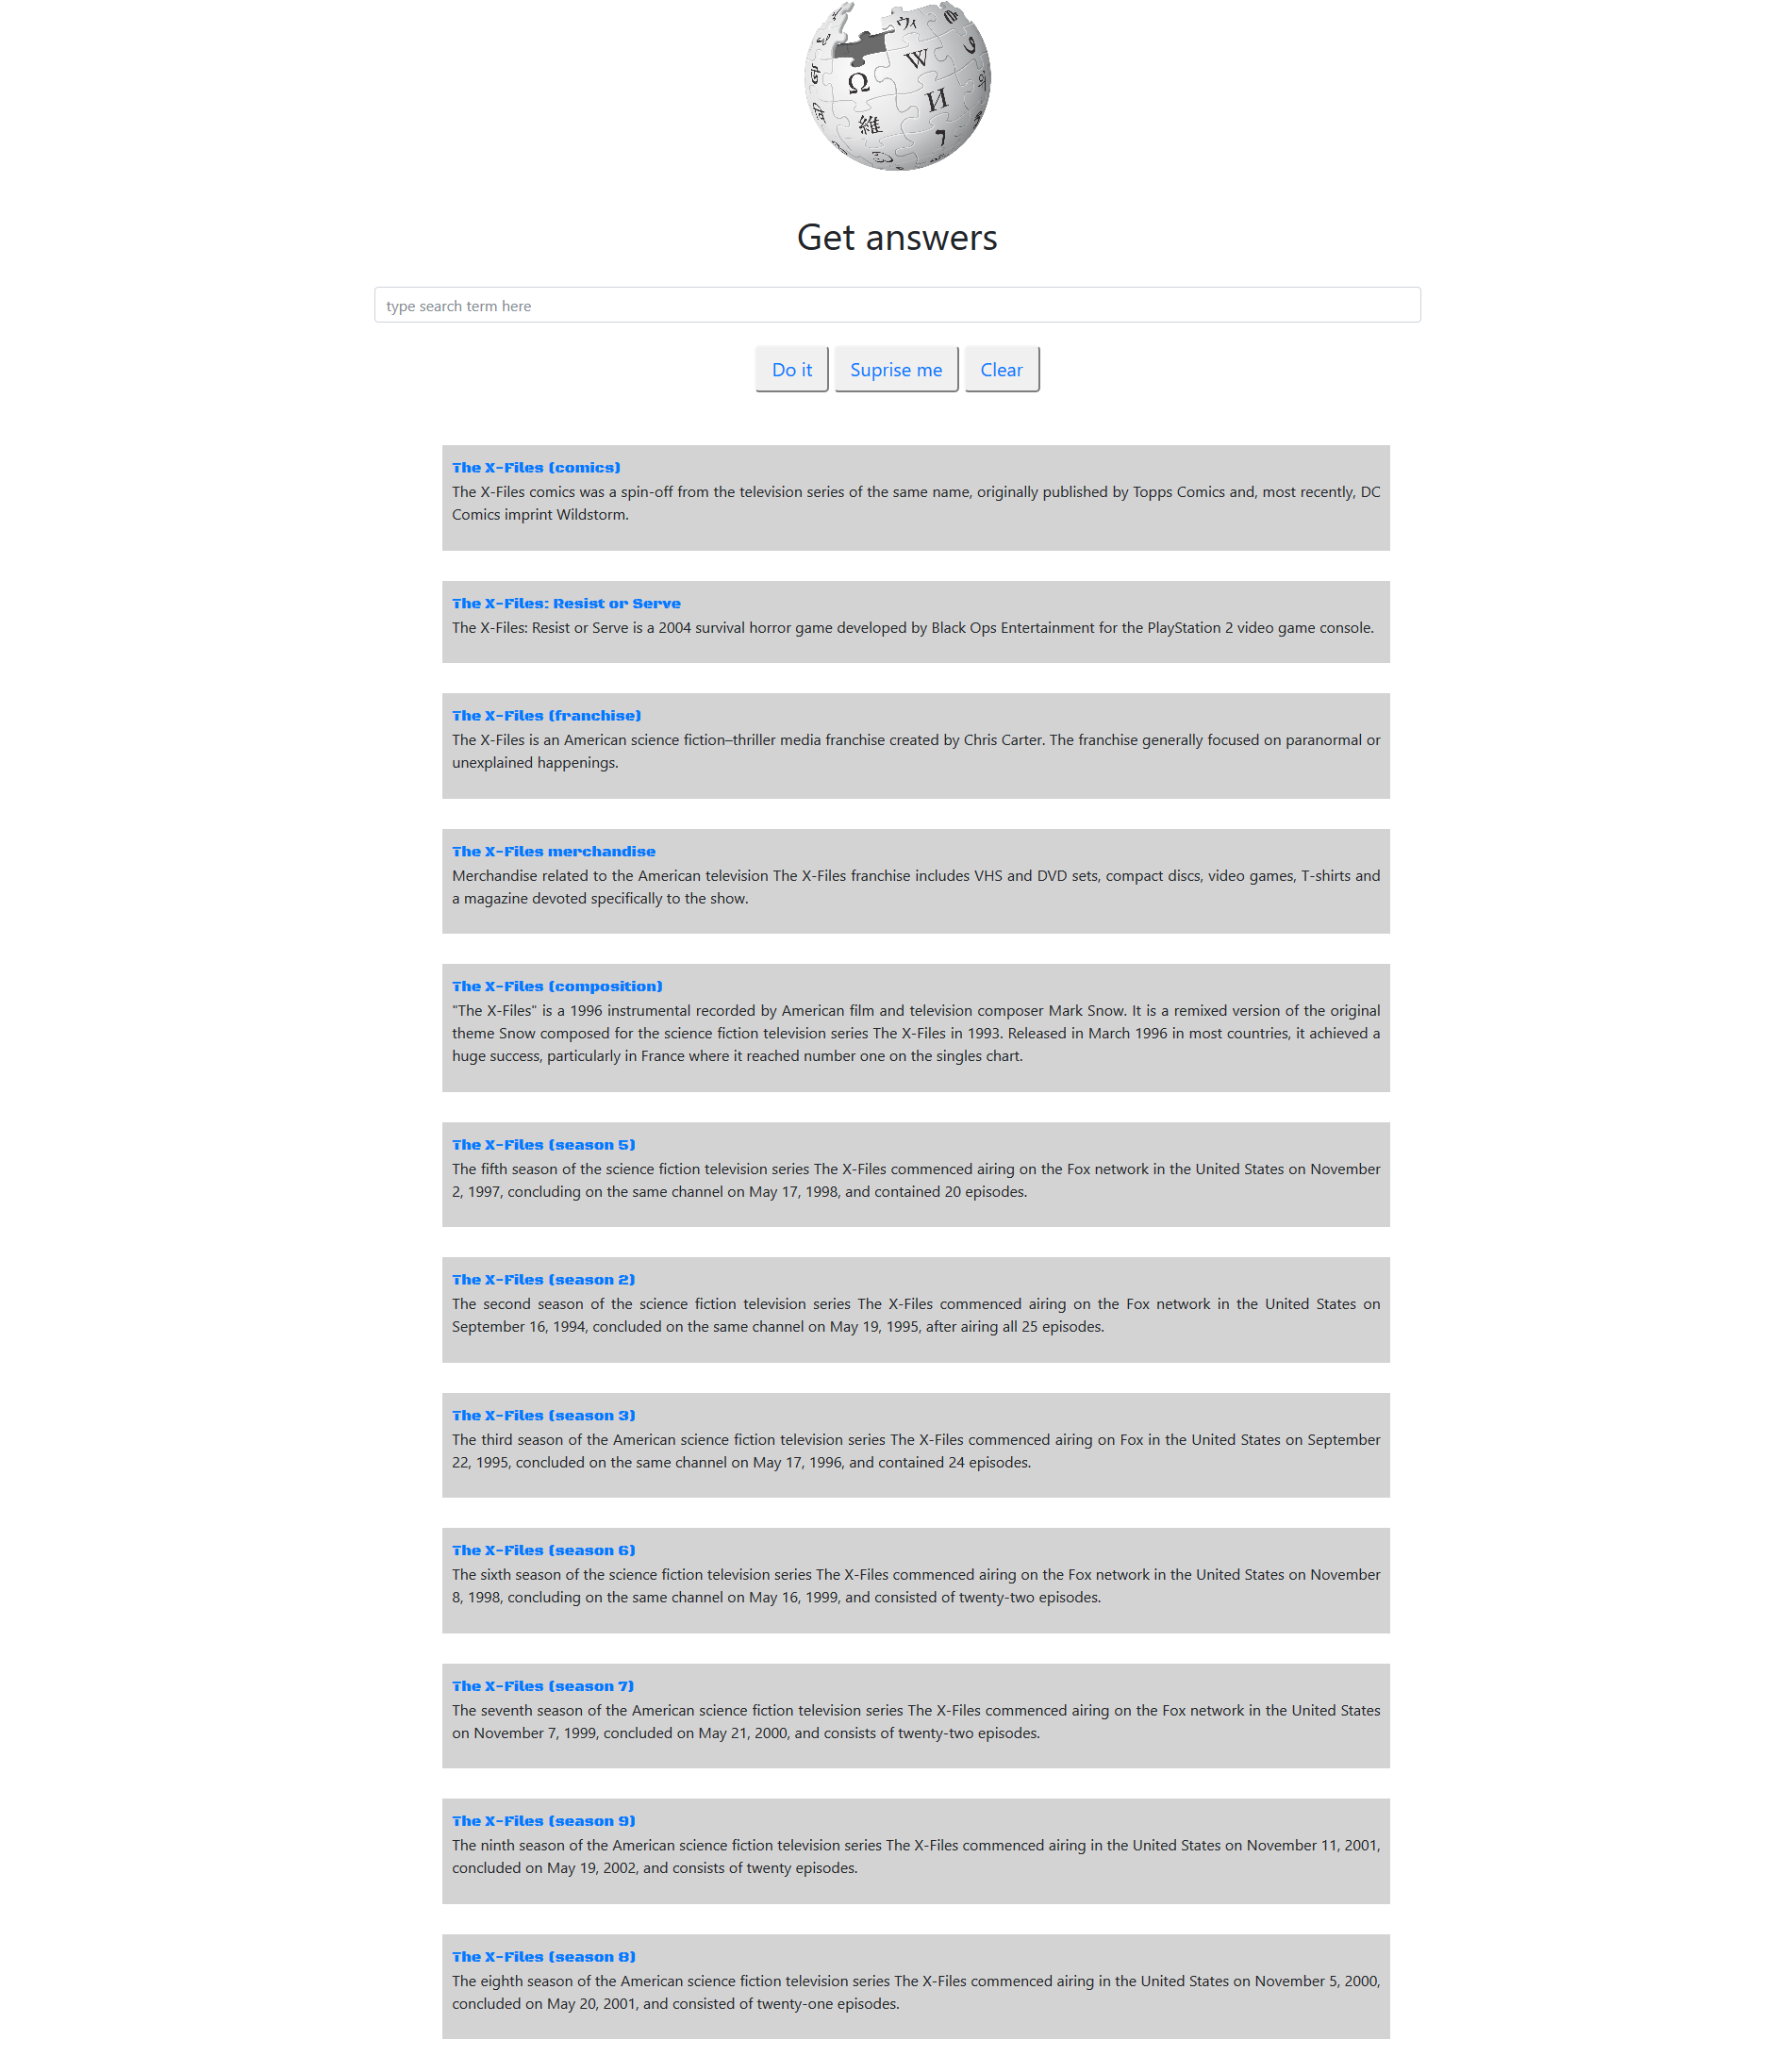 ウィ
W
Ω
И
維
Get answers
type search term here
Do it Suprise me Clear
The X-Files (comics)
The X-Files comics was a spin-off from the television series of the same name, originally published by Topps Comics and, most recently, DC
Comics imprint Wildstorm.
The X-Files: Resist or Serve
The X-Files: Resist or Serve is a 2004 survival horror game developed by Black Ops Entertainment for the PlayStation 2 video game console.
The X-Files (franchise)
The X-Files is an American science fiction–thriller media franchise created by Chris Carter. The franchise generally focused on paranormal or
unexplained happenings.
The X-Files merchandise
Merchandise related to the American television The X-Files franchise includes VHS and DVD sets, compact discs, video games, T-shirts and
a magazine devoted specifically to the show.
The X-Files (composition)
"The X-Files" is a 1996 instrumental recorded by American film and television composer Mark Snow. It is a remixed version of the original
theme Snow composed for the science fiction television series The X-Files in 1993. Released in March 1996 in most countries, it achieved a
huge success, particularly in France where it reached number one on the singles chart.
The X-Files (season 5)
The fifth season of the science fiction television series The X-Files commenced airing on the Fox network in the United States on November
2, 1997, concluding on the same channel on May 17, 1998, and contained 20 episodes.
The X-Files (season 2)
The second season of the science fiction television series The X-Files commenced airing on the Fox network in the United States on
September 16, 1994, concluded on the same channel on May 19, 1995, after airing all 25 episodes.
The X-Files (season 3)
The third season of the American science fiction television series The X-Files commenced airing on Fox in the United States on September
22, 1995, concluded on the same channel on May 17, 1996, and contained 24 episodes.
The X-Files (season 6)
The sixth season of the science fiction television series The X-Files commenced airing on the Fox network in the United States on November
8, 1998, concluding on the same channel on May 16, 1999, and consisted of twenty-two episodes.
The X-Files (season 7)
The seventh season of the American science fiction television series The X-Files commenced airing on the Fox network in the United States
on November 7, 1999, concluded on May 21, 2000, and consists of twenty-two episodes.
The X-Files (season 9)
The ninth season of the American science fiction television series The X-Files commenced airing in the United States on November 11, 2001,
concluded on May 19, 2002, and consists of twenty episodes.
The X-Files (season 8)
The eighth season of the American science fiction television series The X-Files commenced airing in the United States on November 5, 2000,
concluded on May 20, 2001, and consisted of twenty-one episodes.